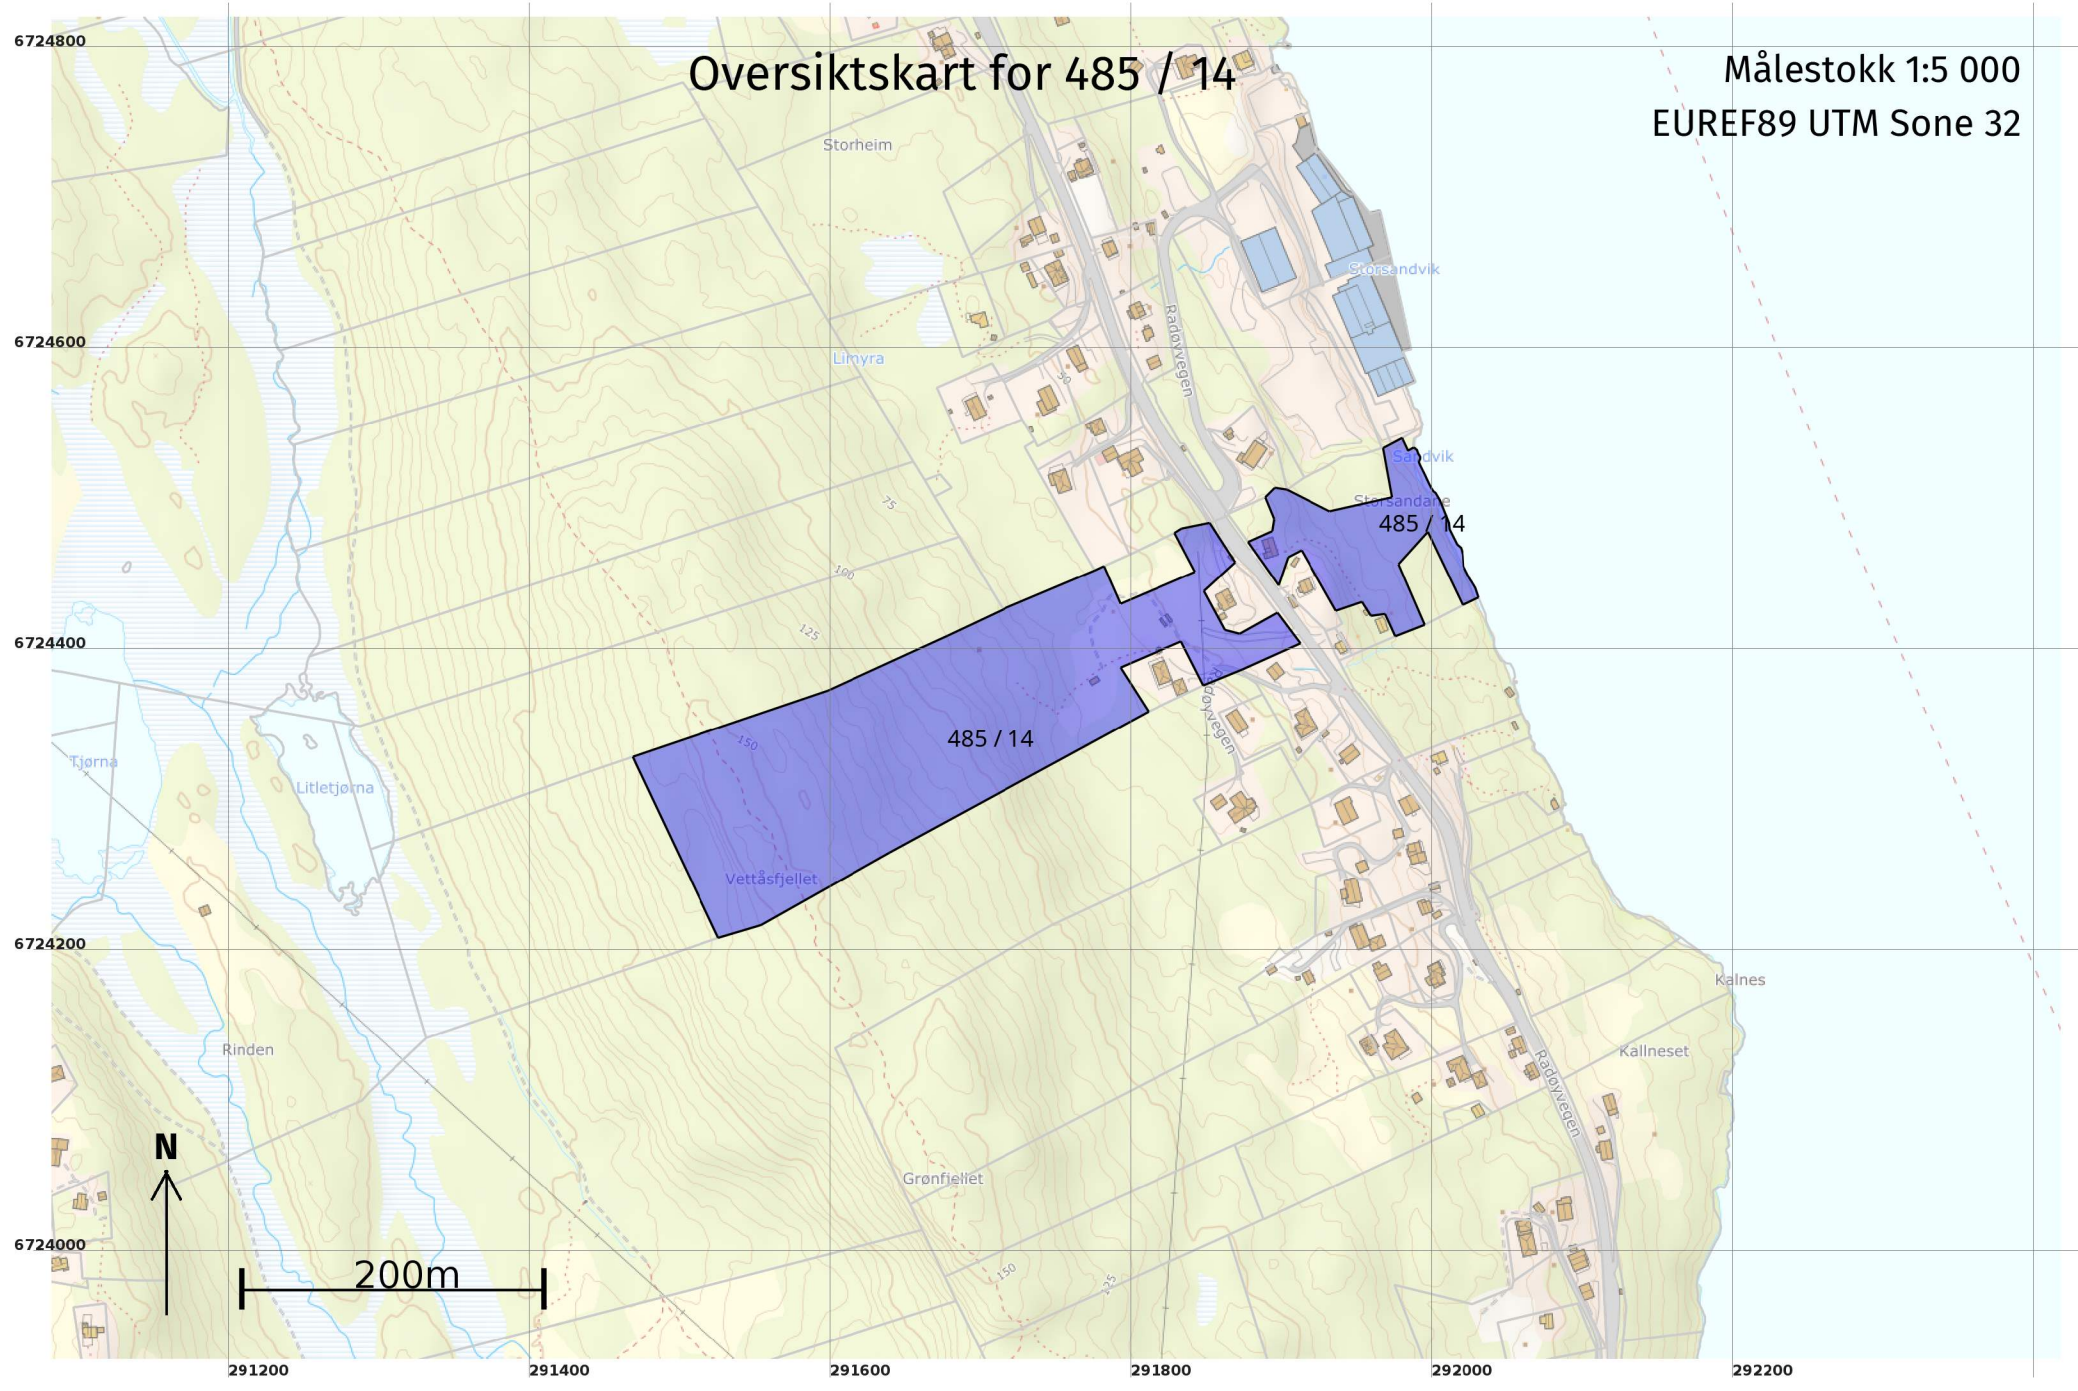 6724800
Oversiktskart for 485 / 14
Målestokk 1:5 000
EUREF89 UTM Sone 32
Storheim
Storsandvik
Radøyvegen
6724600
Limyra
50
Sandvik
75
Storsandane
485 / 14
100
125
6724400
Radøyvegen
485 / 14
150
Tjørna
Litletjørna
Vettåsfjellet
6724200
Kalnes
Rinden
Kallneset
Radøyvegen
N
Grønfjellet
6724000
200m
150
125
291200
291400
291600
291800
292000
292200